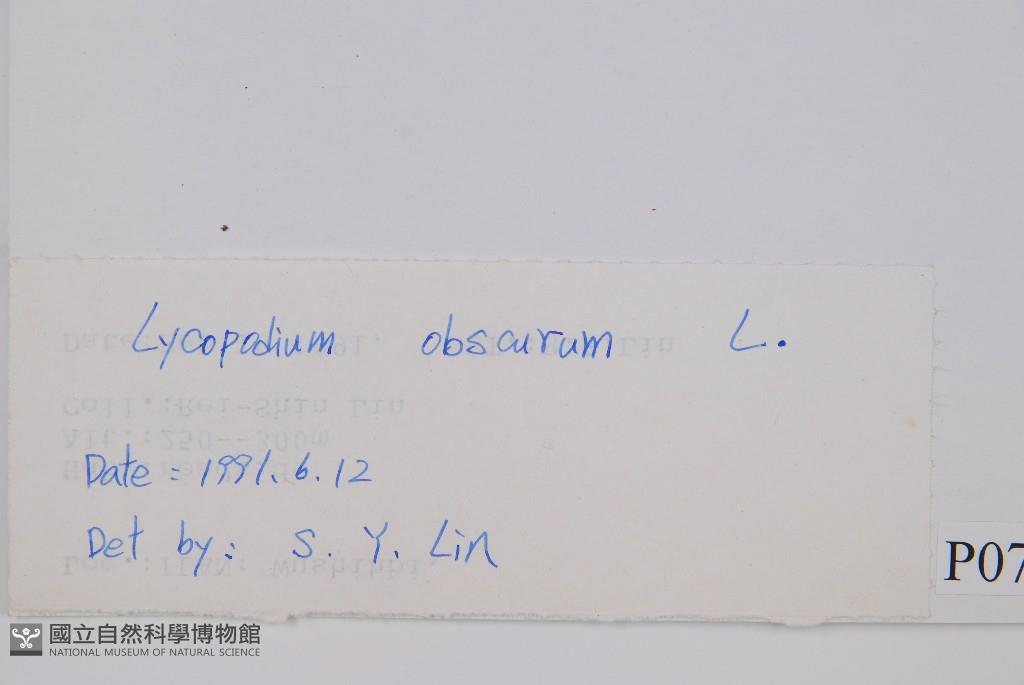 Lycopodium obscurum L.
Date: 1991.6.12
Det by: S. Y. Lin
P07
國立自然科學博物館
NATIONAL MUSEUM OF NATURAL SCIENCE